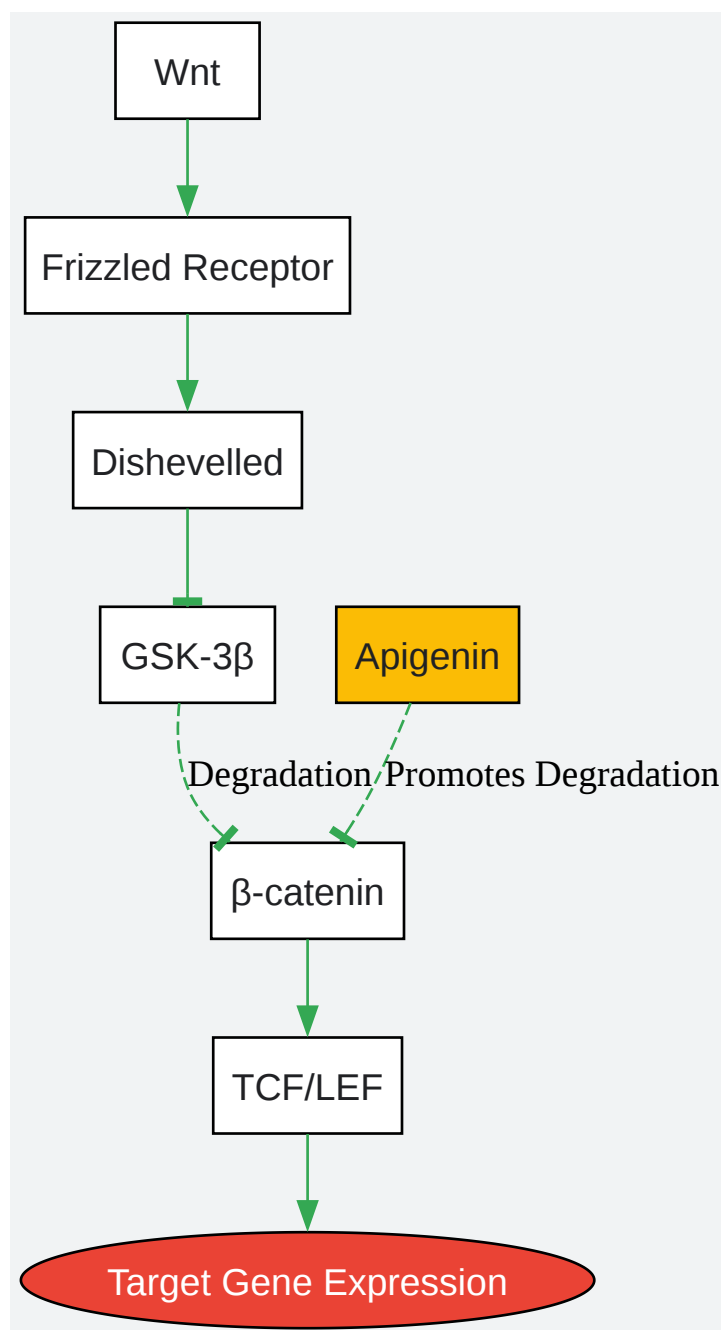 Wnt
Frizzled Receptor
Dishevelled
GSK-3β
Apigenin
Degradation
Promotes Degradation
β-catenin
TCF/LEF
Target Gene Expression